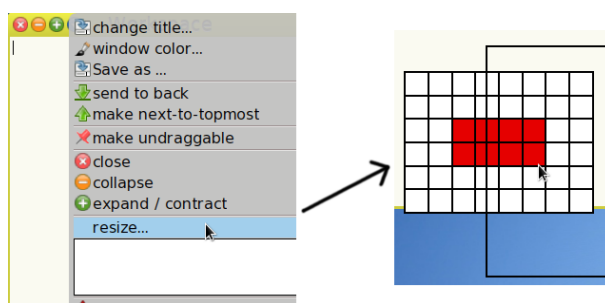 Workspace
change title...
window color...
Save as ...
send to back
make next-to-topmost
make undraggable
close
collapse
expand / contract
resize...